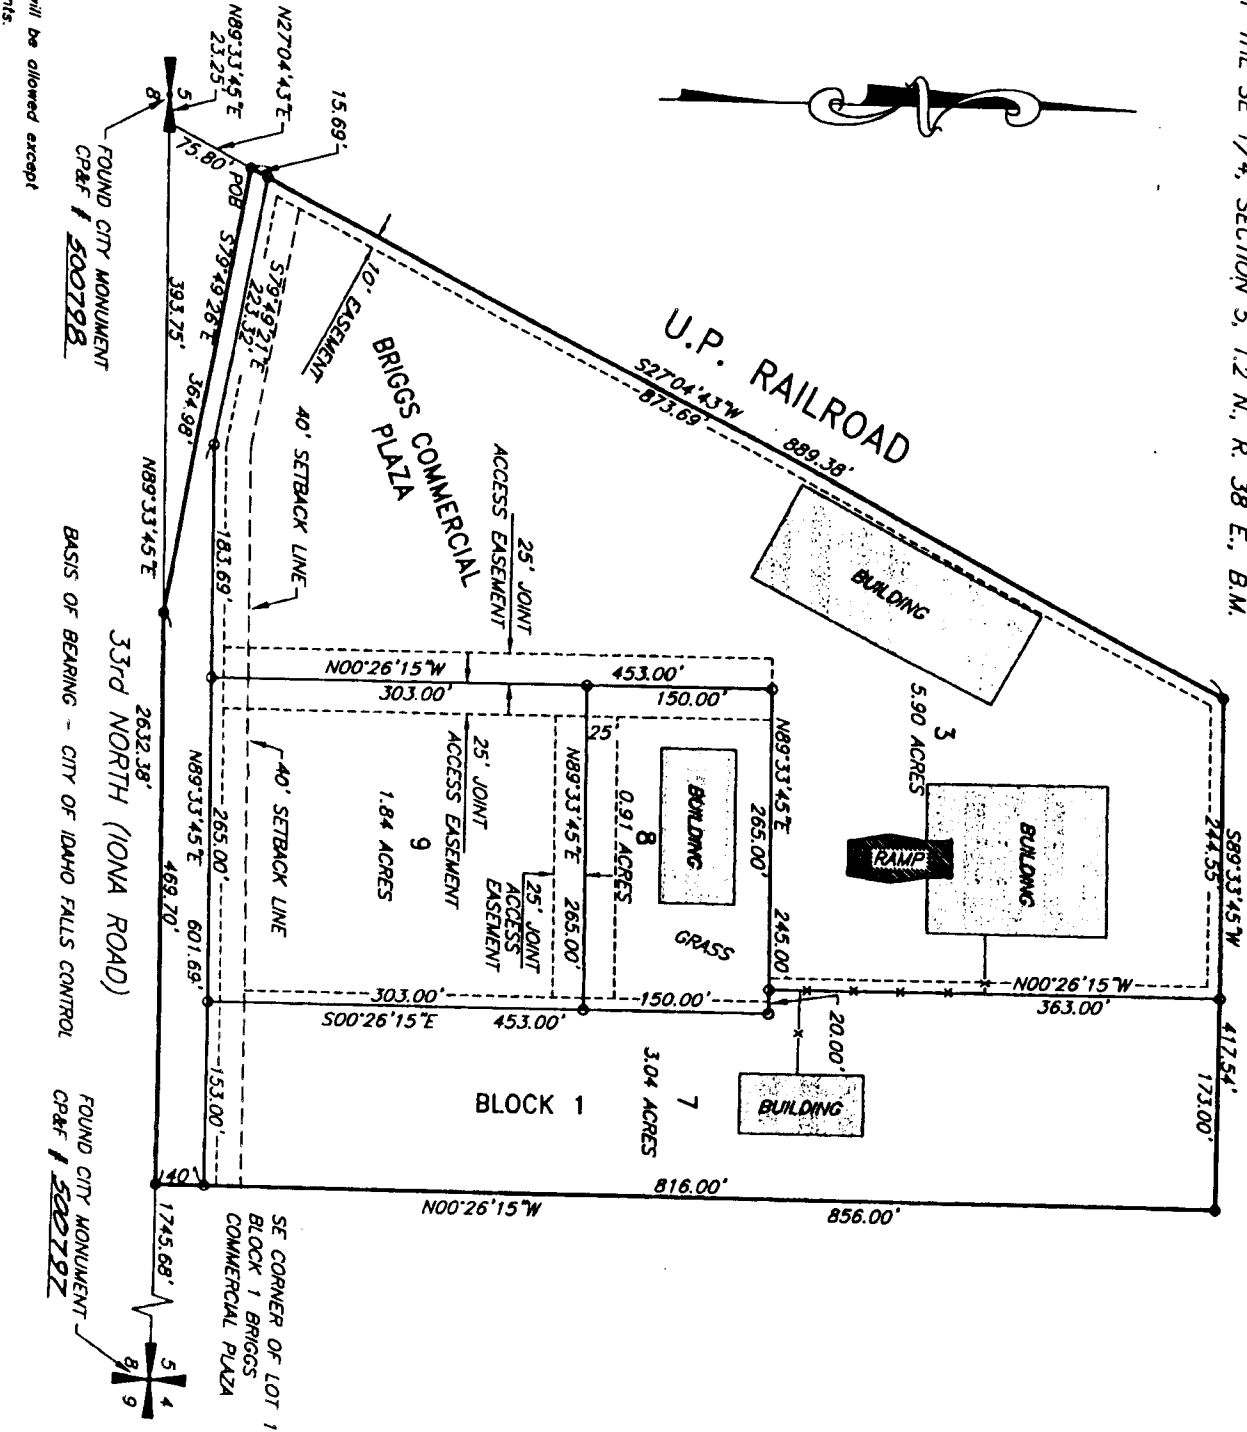 THE SE 1/4, SECTION 5, T.2 N., R. 38 E., B.M.
U.P. RAILROAD
S27°04'43"W
873.69'
889.38'
S89°33'45"W
244.55'
417.54'
173.00'
N27°04'43"E
N89°33'45"E
23.25'
15.69'
75.80'
POB
5
8
FOUND CITY MONUMENT
CP&F # 500798
will be allowed except
nts.
S79°49'26"E
364.98'
393.75'
S79°49'21"E
223.32'
10' EASEMENT
BRIGGS COMMERCIAL
PLAZA
40' SETBACK LINE
25' JOINT
ACCESS EASEMENT
BUILDING
3
5.90 ACRES
BUILDING
RAMP
N00°26'15"W
363.00'
N00°26'15"W
453.00'
303.00'
150.00'
N89°33'45"E
265.00'
245.00
20.00'
8
0.91 ACRES
BUILDING
GRASS
25'
N89°33'45"E 265.00'
25' JOINT
ACCESS
EASEMENT
25' JOINT
ACCESS EASEMENT
9
1.84 ACRES
40' SETBACK LINE
303.00'
150.00'
S00°26'15"E
453.00'
7
3.04 ACRES
BLOCK 1
BUILDING
816.00'
N00°26'15"W
856.00'
183.69'
265.00'
153.00'
N89°33'45"E
601.69'
40'
N89°33'45"E
2632.38'
469.70'
1745.68'
33rd NORTH (IONA ROAD)
BASIS OF BEARING - CITY OF IDAHO FALLS CONTROL
SE CORNER OF LOT 1
BLOCK 1 BRIGGS
COMMERCIAL PLAZA
FOUND CITY MONUMENT
CP&F # 500797
5
4
8
9